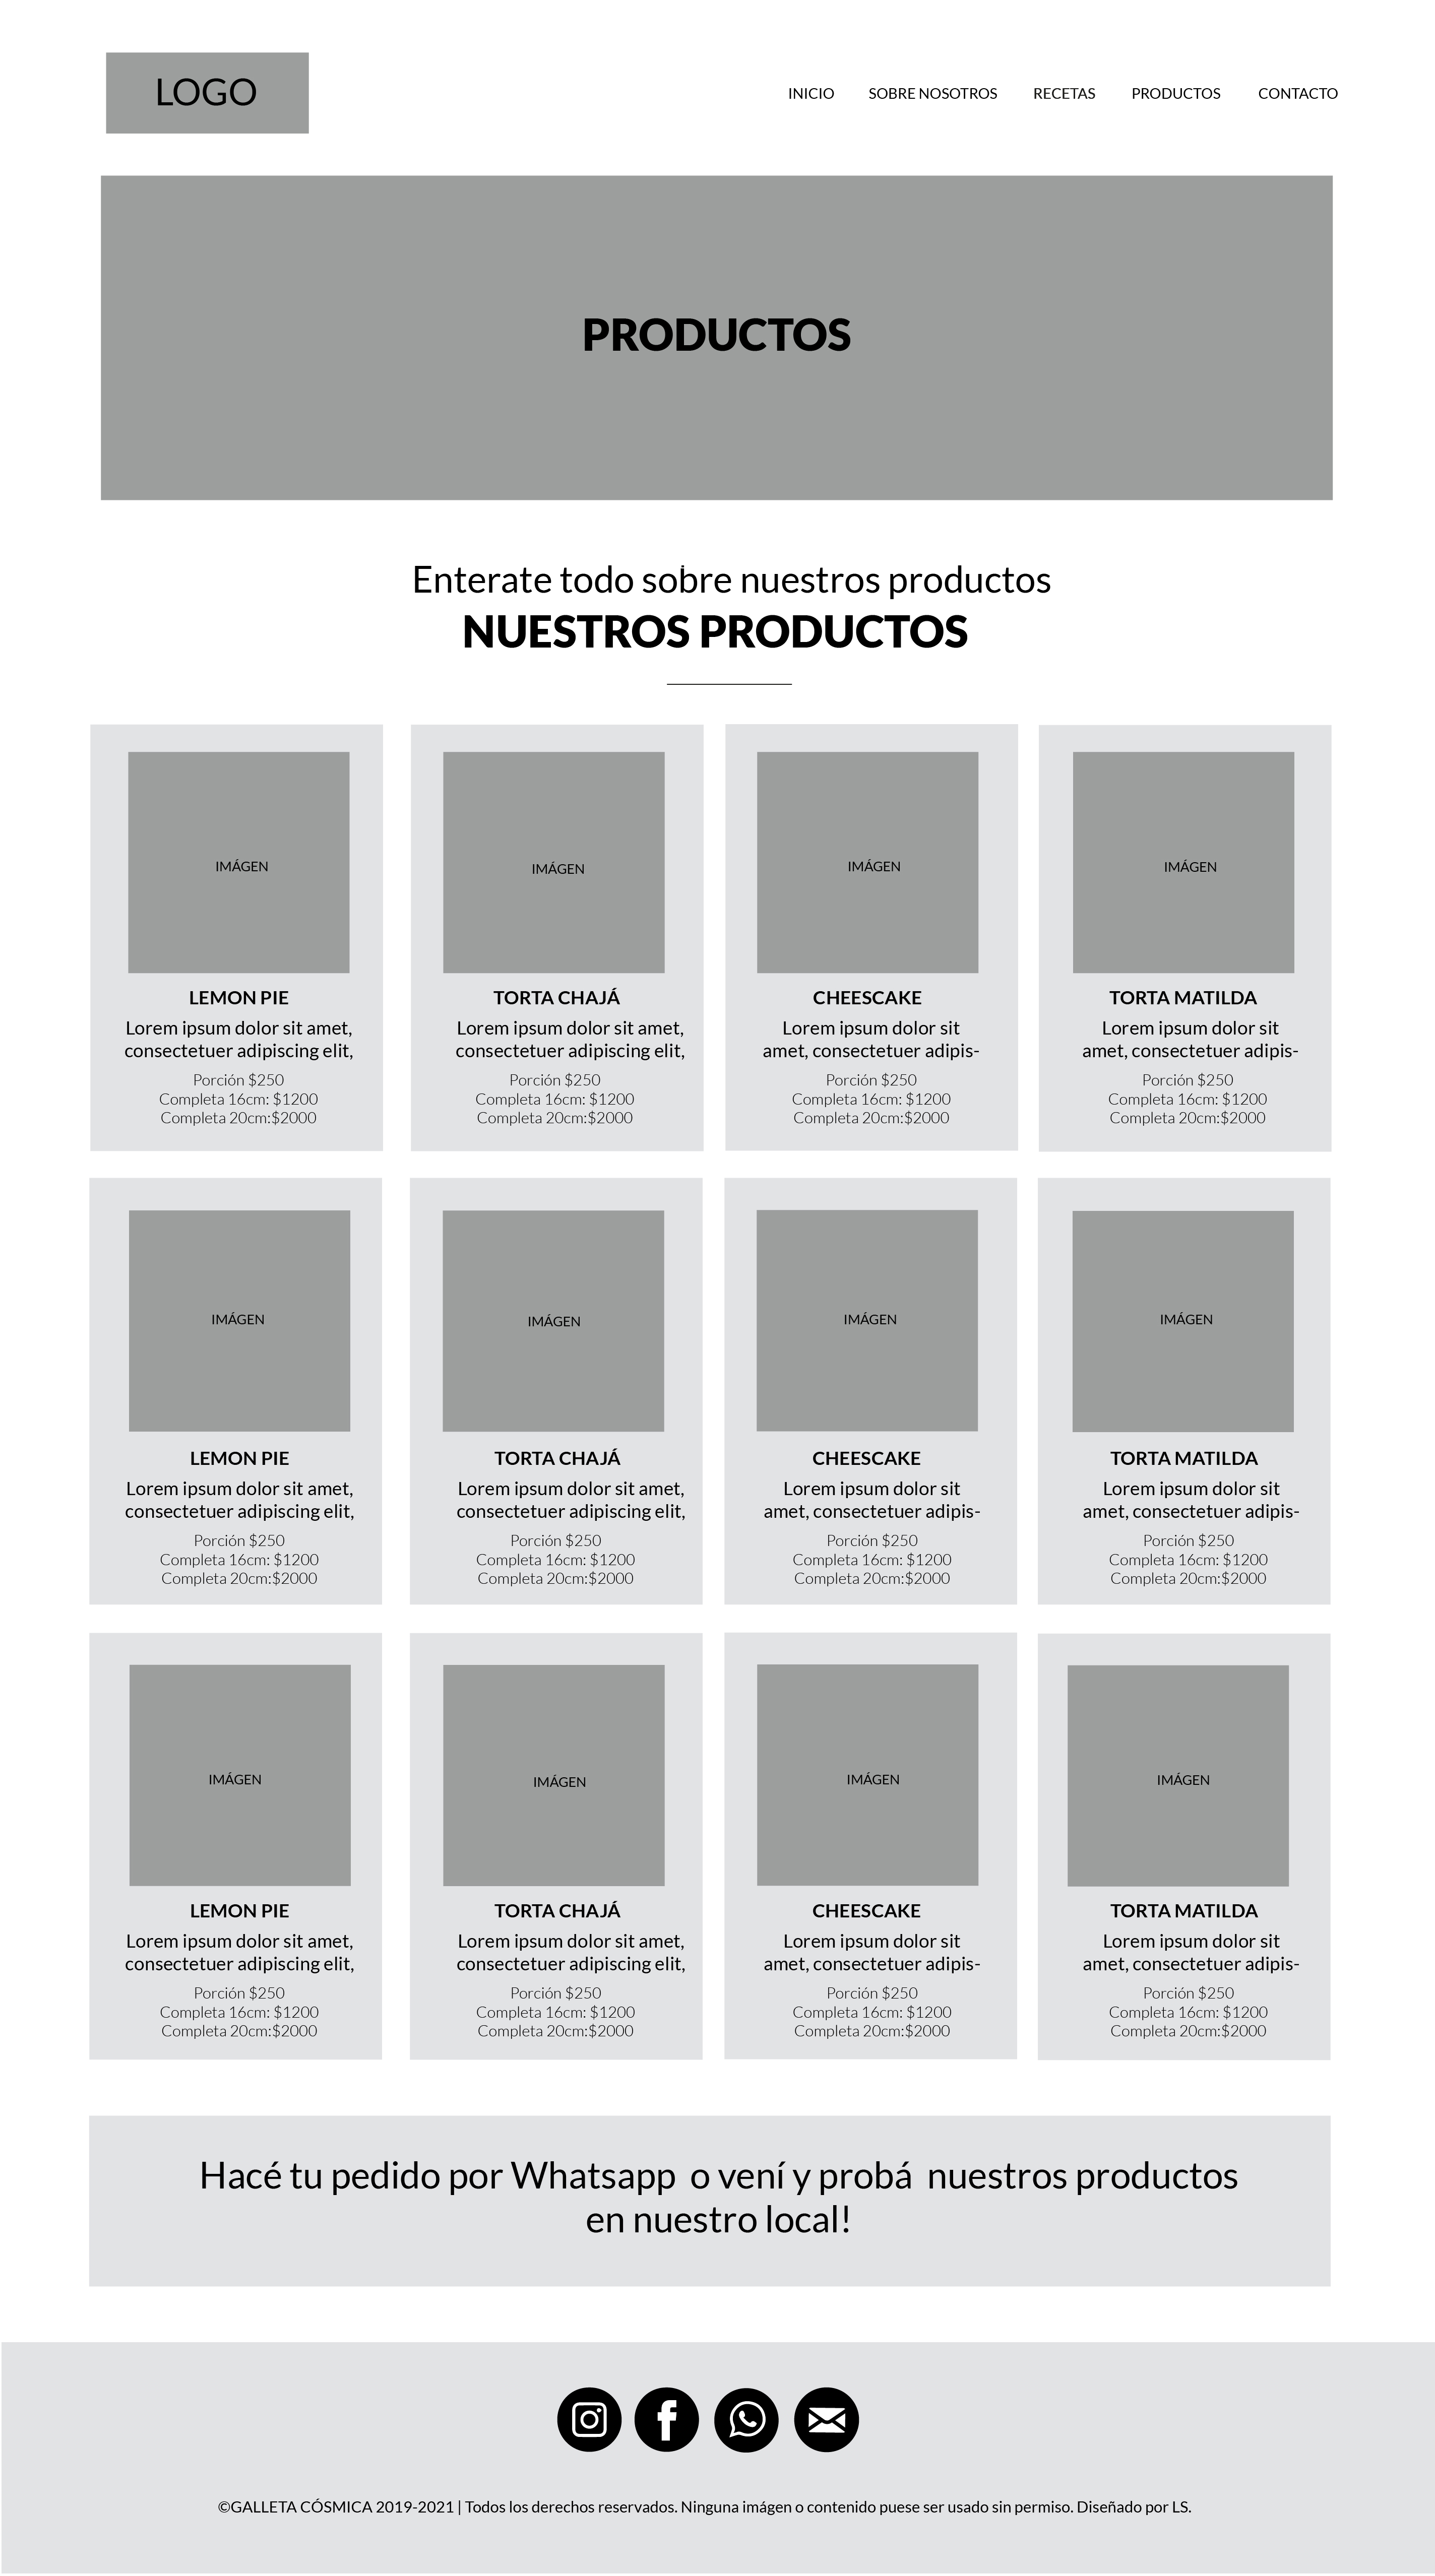 LOGO
INICIO SOBRE NOSOTROS RECETAS PRODUCTOS CONTACTO
PRODUCTOS
Enterate todo sobre nuestros productos
NUESTROS PRODUCTOS
IMÁGEN
LEMON PIE
Lorem ipsum dolor sit amet,
consectetuer adipiscing elit,
Porción $250
Completa 16cm: $1200
Completa 20cm:$2000
IMÁGEN
TORTA CHAJÁ
Lorem ipsum dolor sit amet,
consectetuer adipiscing elit,
Porción $250
Completa 16cm: $1200
Completa 20cm:$2000
IMÁGEN
CHEESCAKE
Lorem ipsum dolor sit
amet, consectetuer adipis-
Porción $250
Completa 16cm: $1200
Completa 20cm:$2000
IMÁGEN
TORTA MATILDA
Lorem ipsum dolor sit
amet, consectetuer adipis-
Porción $250
Completa 16cm: $1200
Completa 20cm:$2000
IMÁGEN
LEMON PIE
Lorem ipsum dolor sit amet,
consectetuer adipiscing elit,
Porción $250
Completa 16cm: $1200
Completa 20cm:$2000
IMÁGEN
TORTA CHAJÁ
Lorem ipsum dolor sit amet,
consectetuer adipiscing elit,
Porción $250
Completa 16cm: $1200
Completa 20cm:$2000
IMÁGEN
CHEESCAKE
Lorem ipsum dolor sit
amet, consectetuer adipis-
Porción $250
Completa 16cm: $1200
Completa 20cm:$2000
IMÁGEN
TORTA MATILDA
Lorem ipsum dolor sit
amet, consectetuer adipis-
Porción $250
Completa 16cm: $1200
Completa 20cm:$2000
IMÁGEN
LEMON PIE
Lorem ipsum dolor sit amet,
consectetuer adipiscing elit,
Porción $250
Completa 16cm: $1200
Completa 20cm:$2000
IMÁGEN
TORTA CHAJÁ
Lorem ipsum dolor sit amet,
consectetuer adipiscing elit,
Porción $250
Completa 16cm: $1200
Completa 20cm:$2000
IMÁGEN
CHEESCAKE
Lorem ipsum dolor sit
amet, consectetuer adipis-
Porción $250
Completa 16cm: $1200
Completa 20cm:$2000
IMÁGEN
TORTA MATILDA
Lorem ipsum dolor sit
amet, consectetuer adipis-
Porción $250
Completa 16cm: $1200
Completa 20cm:$2000
Hacé tu pedido por Whatsapp o vení y probá nuestros productos
en nuestro local!
©GALLETA CÓSMICA 2019-2021 | Todos los derechos reservados. Ninguna imágen o contenido puese ser usado sin permiso. Diseñado por LS.